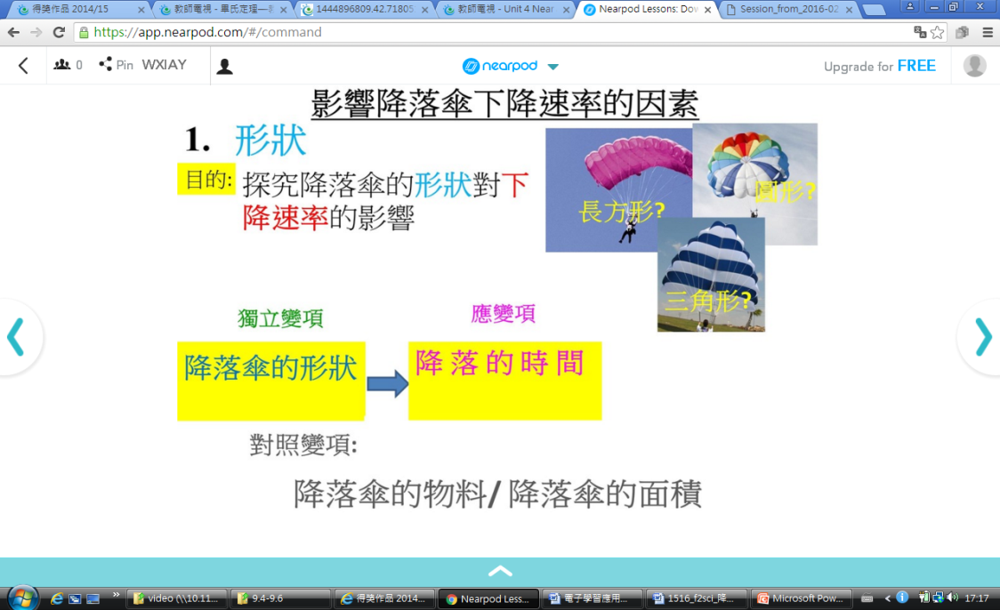 得獎作品 2014/15
教師電視 - 畢氏定理—
1444896809.42.71805
教師電視 - Unit 4 Near
Nearpod Lessons: Dow
Session_from_2016-02
https://app.nearpod.com/#/command
0
Pin WXIAY
nearpod
Upgrade for FREE
影響降落傘下降速率的因素
1. 形狀
目的:
探究降落傘的形狀對下
降速率的影響
長方形?
圓形?
三角形?
獨立變項
應變項
降落傘的形狀
降落的時間
對照變項:
降落傘的物料/ 降落傘的面積
video (\\10.11...
9.4-9.6
得獎作品 2014...
Nearpod Less...
電子學習應用...
1516_f2sci_降...
Microsoft Pow...
17:17